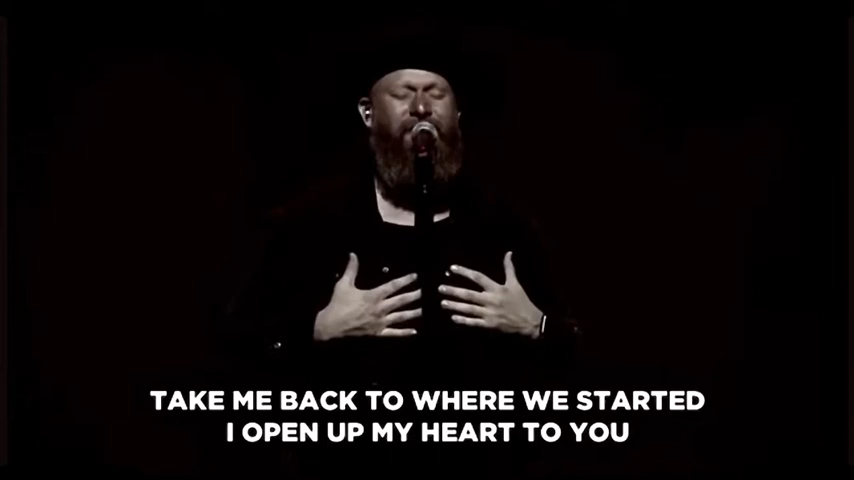 TAKE ME BACK TO WHERE WE STARTED
I OPEN UP MY HEART TO YOU